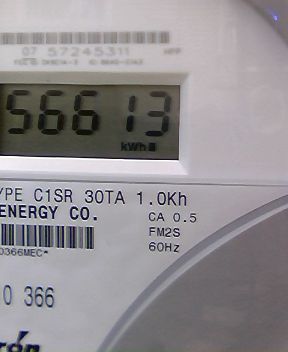 07 57245311
56613
kWh
YPE C1SR 30TA 1.0Kh
ENERGY CO.
CA 0.5
FM2S
60Hz
0366MEC*
0 366
rón